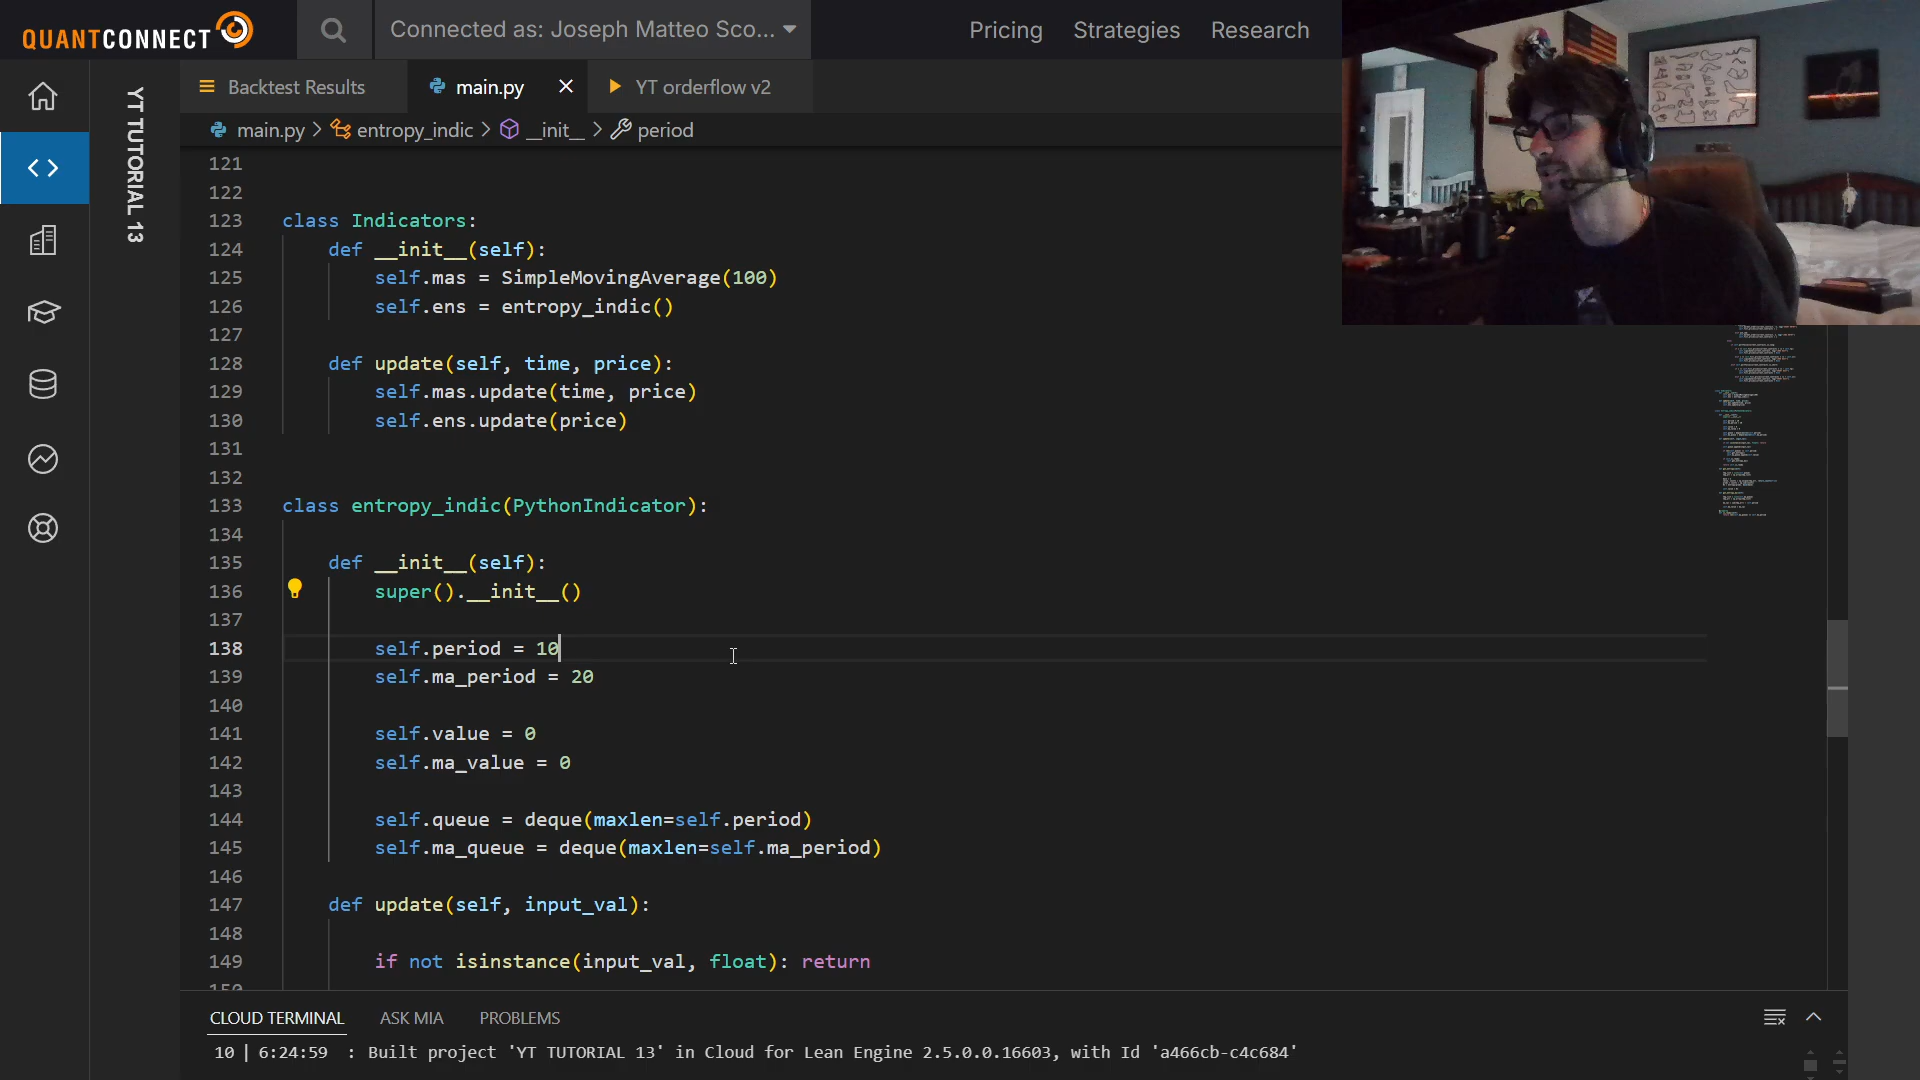 QUANTCONNECT
Connected as: Joseph Matteo Sco...
Pricing
Strategies
Research
YT TUTORIAL 13
Backtest Results
main.py
YT orderflow v2
main.py > entropy_indic > __init__ > period
121
122
123 class Indicators:
124 def __init__(self):
125 self.mas = SimpleMovingAverage(100)
126 self.ens = entropy_indic()
127
128 def update(self, time, price):
129 self.mas.update(time, price)
130 self.ens.update(price)
131
132
133 class entropy_indic(PythonIndicator):
134
135 def __init__(self):
136 super().__init__()
137
138 self.period = 10
139 self.ma_period = 20
140
141 self.value = 0
142 self.ma_value = 0
143
144 self.queue = deque(maxlen=self.period)
145 self.ma_queue = deque(maxlen=self.ma_period)
146
147 def update(self, input_val):
148
149 if not isinstance(input_val, float): return
150
CLOUD TERMINAL
ASK MIA
PROBLEMS
10 | 6:24:59 : Built project 'YT TUTORIAL 13' in Cloud for Lean Engine 2.5.0.0.16603, with Id 'a466cb-c4c684'